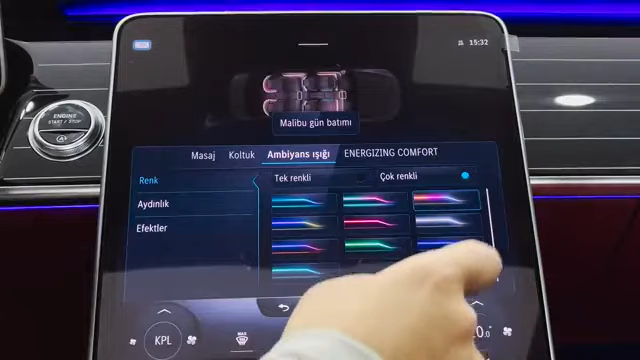 15:32
ENGINE
START / STOP
Malibu gün batımı
Masaj Koltuk Ambiyans ışığı ENERGIZING COMFORT
Renk
Tek renkli Çok renkli
Aydınlık
Efektler
KPL